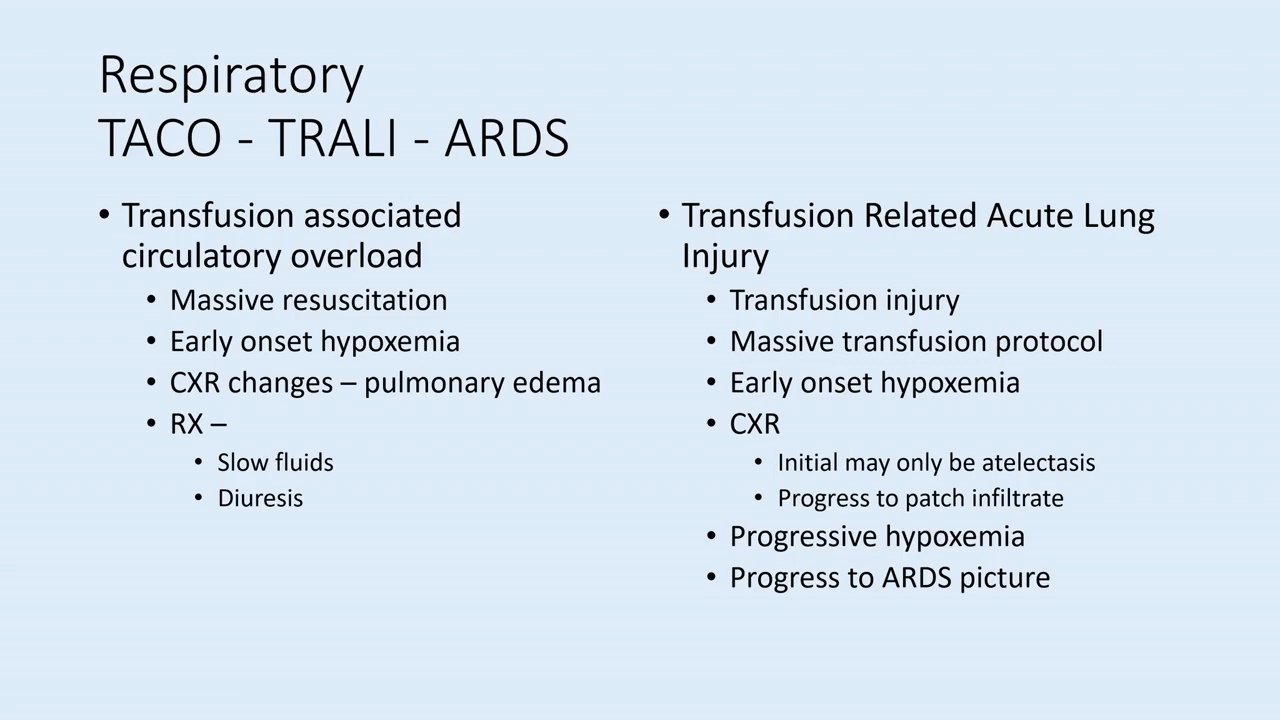 Respiratory
TACO - TRALI - ARDS
• Transfusion associated
circulatory overload
• Massive resuscitation
• Early onset hypoxemia
• CXR changes – pulmonary edema
• RX –
• Slow fluids
• Diuresis
• Transfusion Related Acute Lung
Injury
• Transfusion injury
• Massive transfusion protocol
• Early onset hypoxemia
• CXR
• Initial may only be atelectasis
• Progress to patch infiltrate
• Progressive hypoxemia
• Progress to ARDS picture